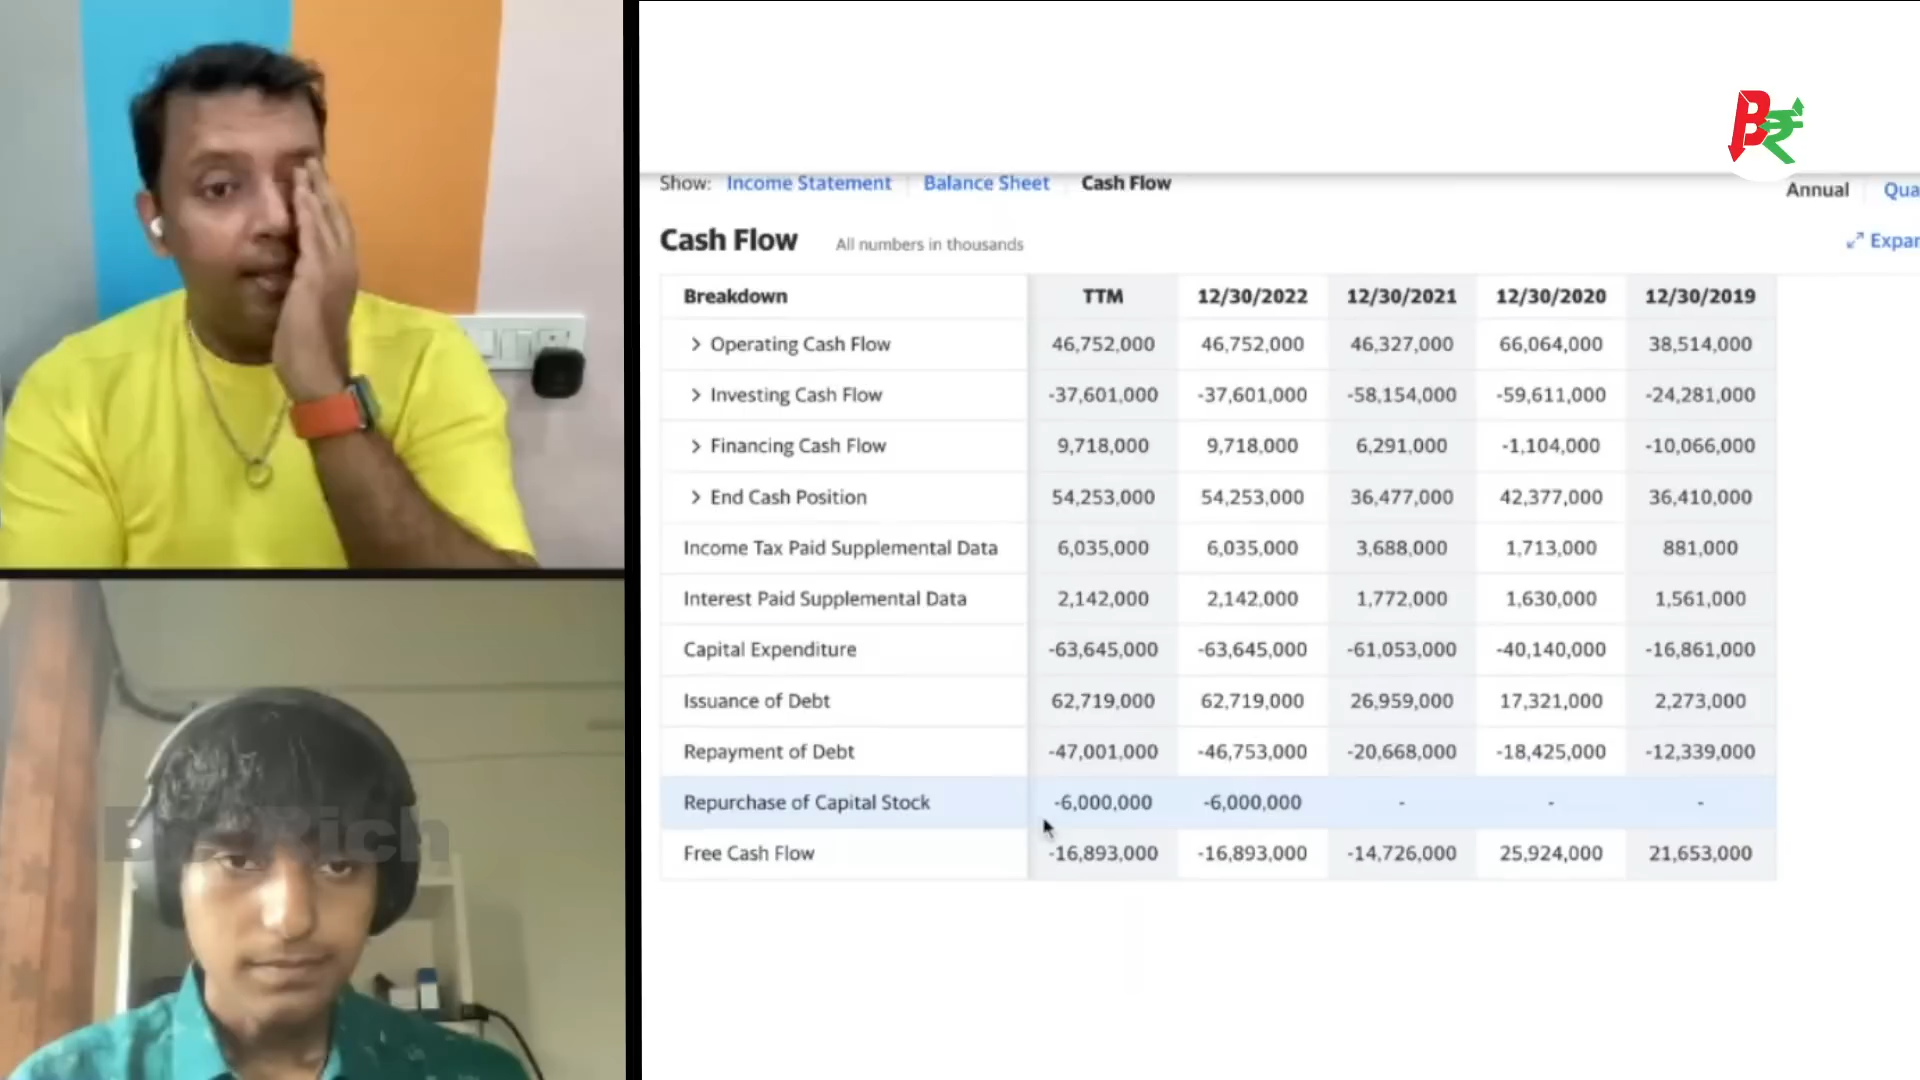 Show: Income Statement Balance Sheet Cash Flow
Annual Qua
Cash Flow All numbers in thousands
Expan
Breakdown TTM 12/30/2022 12/30/2021 12/30/2020 12/30/2019
Operating Cash Flow 46,752,000 46,752,000 46,327,000 66,064,000 38,514,000
Investing Cash Flow -37,601,000 -37,601,000 -58,154,000 -59,611,000 -24,281,000
Financing Cash Flow 9,718,000 9,718,000 6,291,000 -1,104,000 -10,066,000
End Cash Position 54,253,000 54,253,000 36,477,000 42,377,000 36,410,000
Income Tax Paid Supplemental Data 6,035,000 6,035,000 3,688,000 1,713,000 881,000
Interest Paid Supplemental Data 2,142,000 2,142,000 1,772,000 1,630,000 1,561,000
Capital Expenditure -63,645,000 -63,645,000 -61,053,000 -40,140,000 -16,861,000
Issuance of Debt 62,719,000 62,719,000 26,959,000 17,321,000 2,273,000
Repayment of Debt -47,001,000 -46,753,000 -20,668,000 -18,425,000 -12,339,000
Repurchase of Capital Stock -6,000,000 -6,000,000 - - -
Free Cash Flow -16,893,000 -16,893,000 -14,726,000 25,924,000 21,653,000
B₹